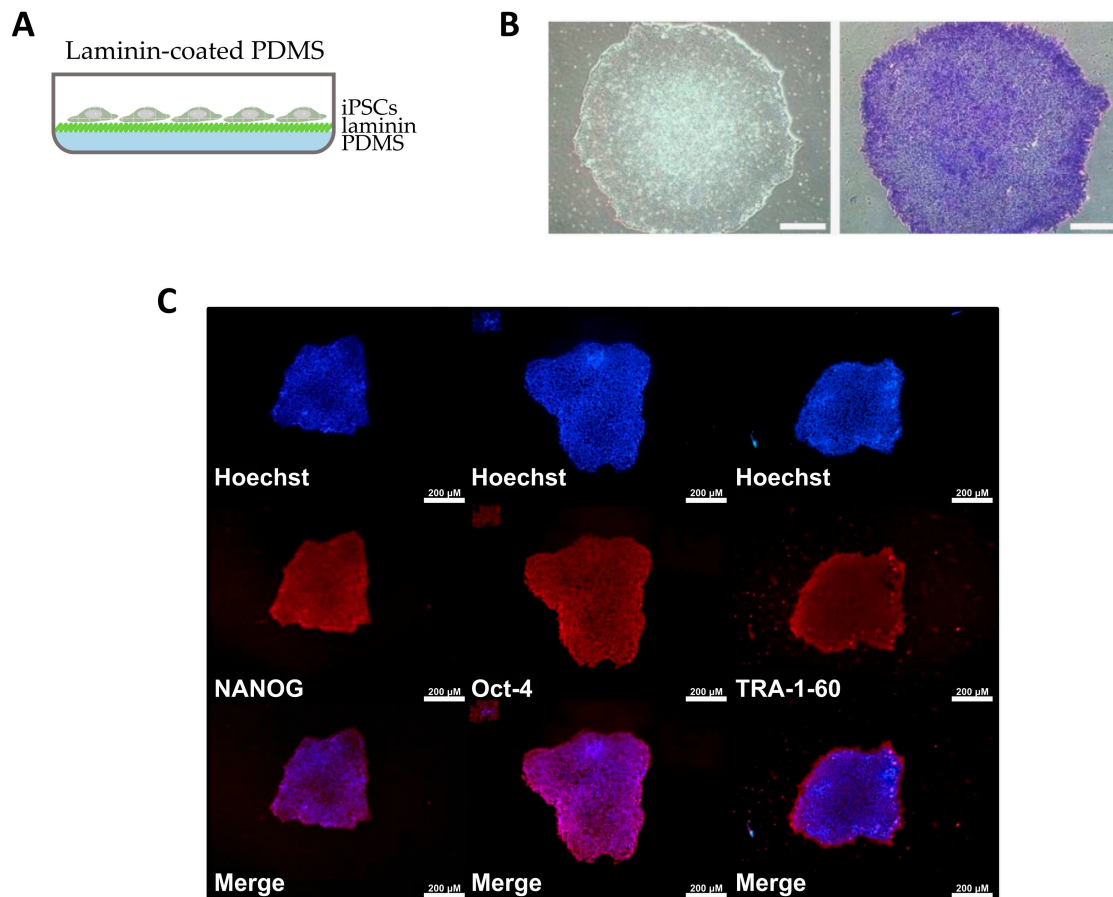 A
Laminin-coated PDMS
iPSCs
laminin
PDMS
B
C
Hoechst
200 µM
Hoechst
200 µM
Hoechst
200 µM
NANOG
200 µM
Oct-4
200 µM
TRA-1-60
200 µM
Merge
200 µM
Merge
200 µM
Merge
200 µM